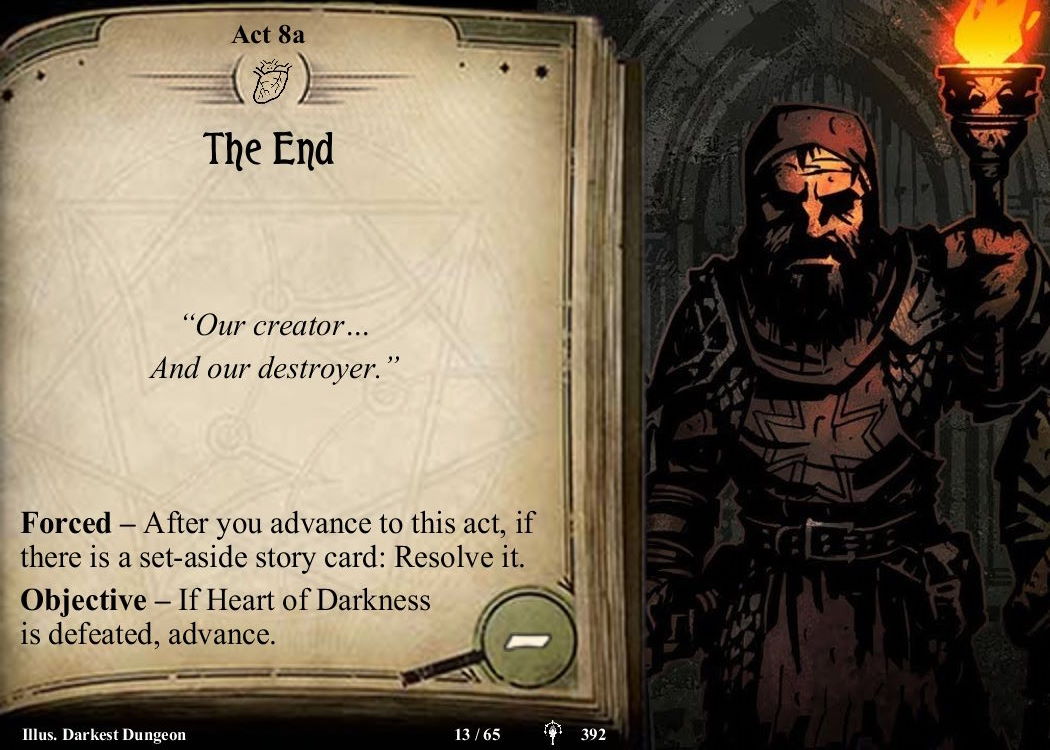 Act 8a
The End
“Our creator…
And our destroyer.”
Forced – After you advance to this act, if
there is a set-aside story card: Resolve it.
Objective – If Heart of Darkness
is defeated, advance.
–
Illus. Darkest Dungeon
13 / 65
392